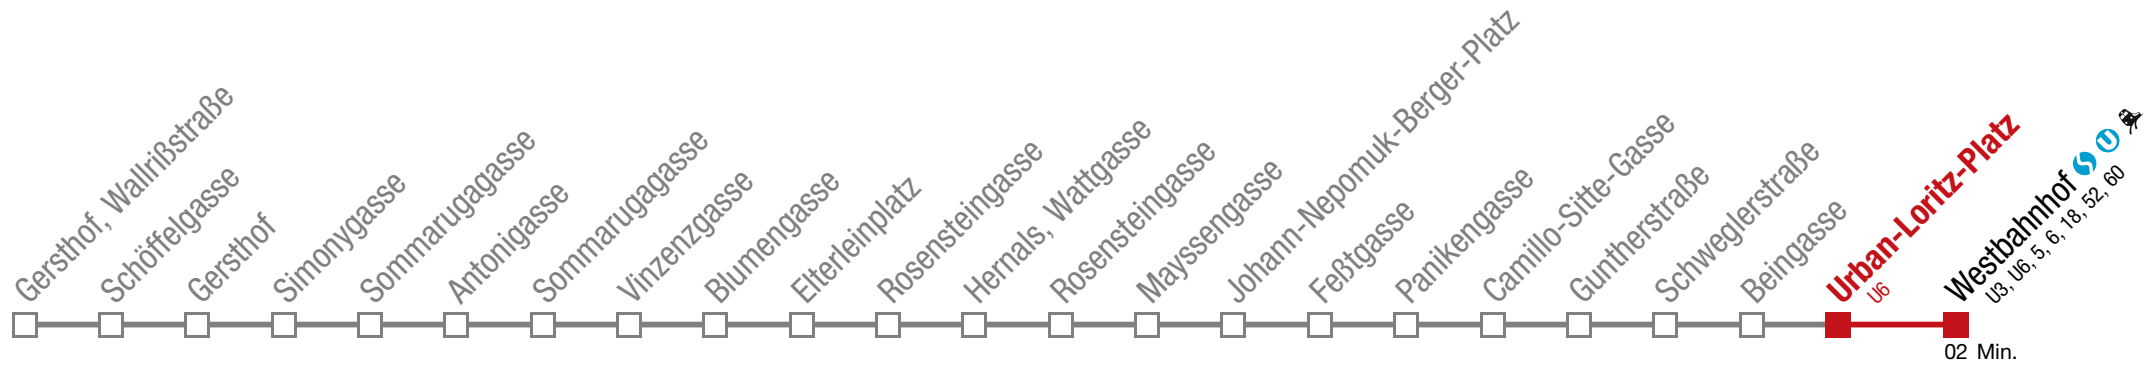 Gersthof, Wallrißstraße
Schöffelgasse
Gersthof
Simonygasse
Sommarugagasse
Antonigasse
Sommarugagasse
Vinzenzgasse
Blumengasse
Elterleinplatz
Rosensteingasse
Hernals, Wattgasse
Rosensteingasse
Mayssengasse
Johann-Nepomuk-Berger-Platz
Feßtgasse
Panikengasse
Camillo-Sitte-Gasse
Guntherstraße
Schweglerstraße
Beingasse
Urban-Loritz-Platz
U6
Westbahnhof
U3, U6, 5, 6, 18, 52, 60
02 Min.